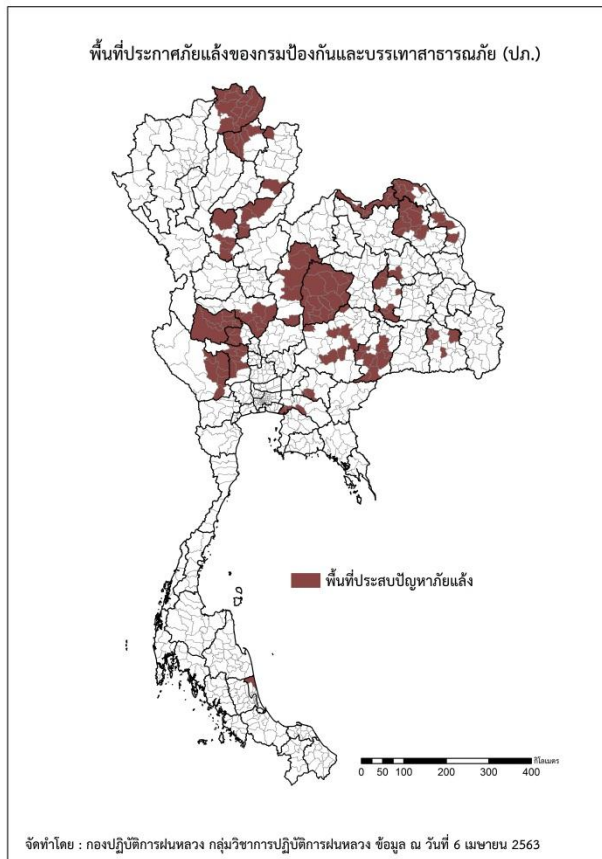 พื้นที่ประกาศภัยแล้งของกรมป้องกันและบรรเทาสาธารณภัย (ปภ.)
พื้นที่ประสบปัญหาภัยแล้ง
กิโลเมตร
0 50 100 200 300 400
จัดทำโดย : กองปฏิบัติการฝนหลวง กลุ่มวิชาการปฏิบัติการฝนหลวง ข้อมูล ณ วันที่ 6 เมษายน 2563